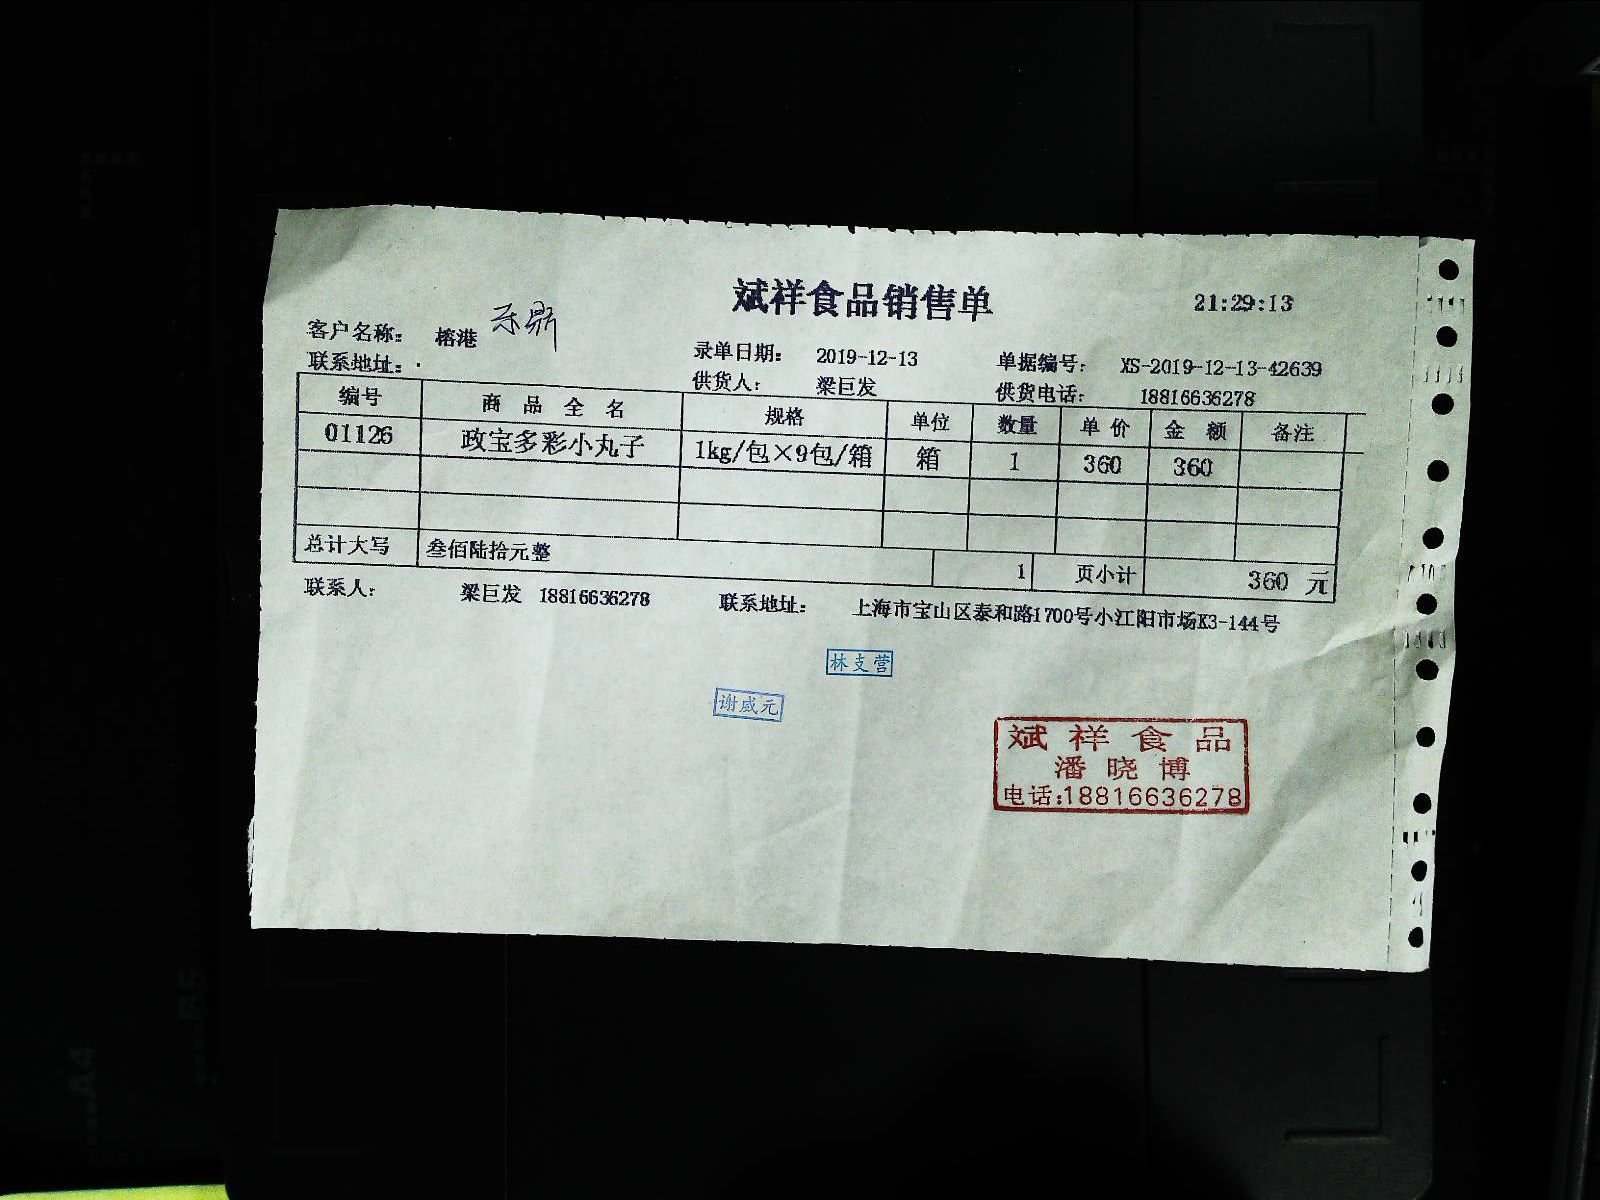 斌祥食品销售单 21:29:13
客户名称: 榕港
录单日期: 2019-12-13 单据编号: XS-2019-12-13-42639
联系地址: .
供货人: 梁巨发 供货电话: 18816636278
编号 商品全名 规格 单位 数量 单价 金额 备注
01126 政宝多彩小丸子 1kg/包×9包/箱 箱 1 360 360
总计大写 叁佰陆拾元整 1 页小计 360 元
联系人: 梁巨发 18816636278 联系地址: 上海市宝山区泰和路1700号小江阳市场K3-144号
林支营
谢威元
斌祥食品
潘晓博
电话:18816636278
A4
B5